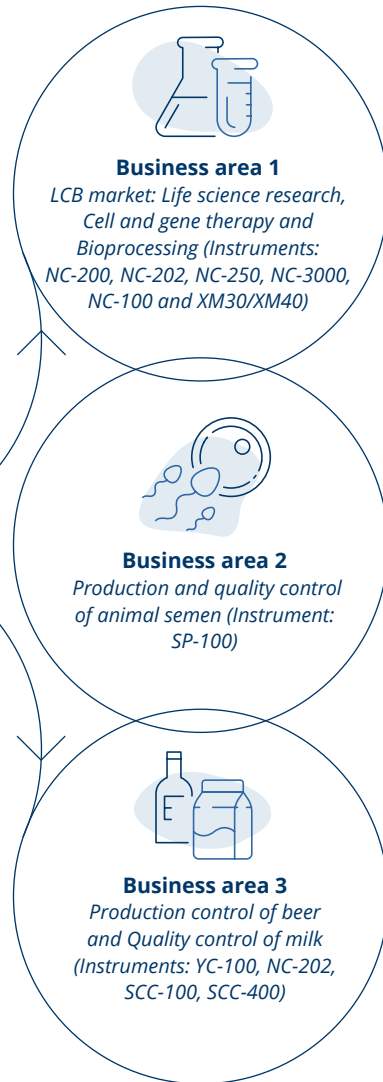 Business area 1
LCB market: Life science research,
Cell and gene therapy and
Bioprocessing (Instruments:
NC-200, NC-202, NC-250, NC-3000,
NC-100 and XM30/XM40)
Business area 2
Production and quality control
of animal semen (Instrument:
SP-100)
Business area 3
Production control of beer
and Quality control of milk
(Instruments: YC-100, NC-202,
SCC-100, SCC-400)